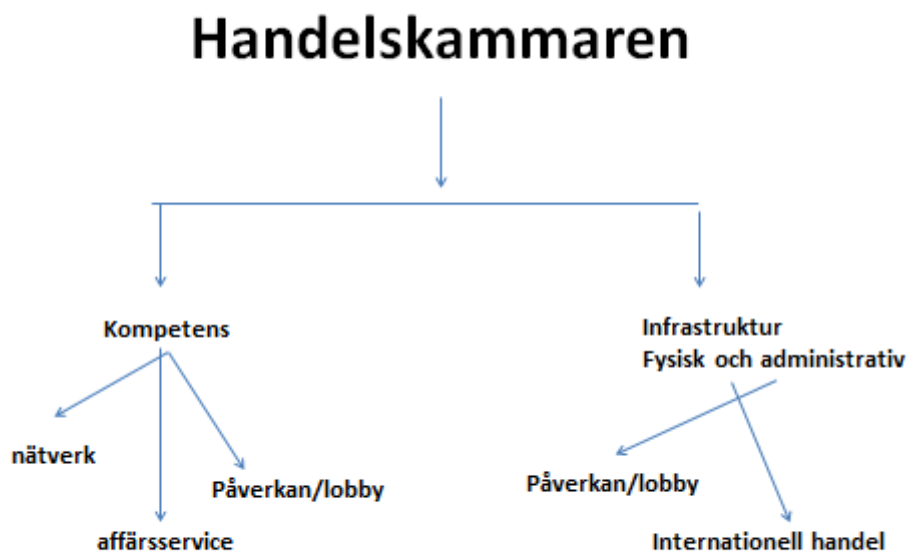 Handelskammaren
Kompetens
Infrastruktur
Fysisk och administrativ
nätverk
Påverkan/lobby
Påverkan/lobby
affärsservice
Internationell handel